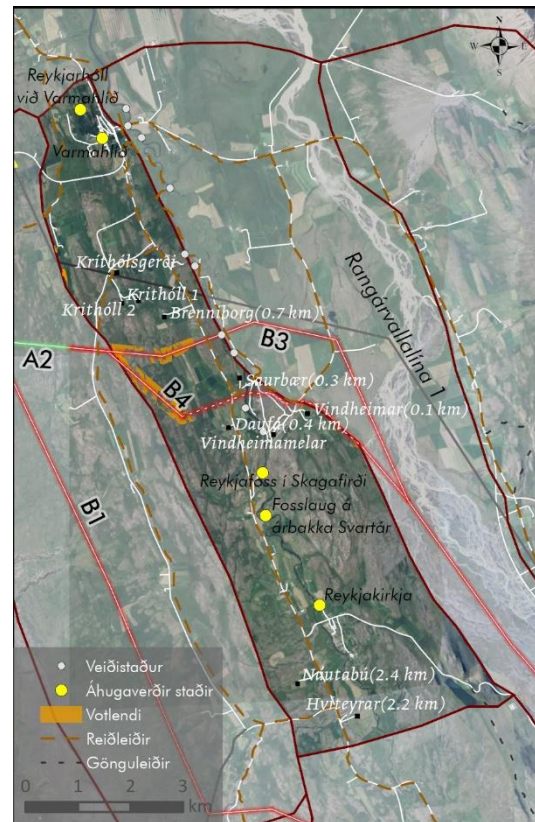 N
W E
S
Reykjarhóll
við Varmahlíð
Varmahlíð
Krithólsgerði
Krithóll 1
Krithóll 2
Brenniborg(0.7 km)
Rangárvallalína 1
A2
B3
B4
Saurbær(0.3 km)
Vindheimar(0.1 km)
Daufá(0.4 km)
Vindheimamelar
B1
Reykjafoss í Skagafirði
Fosslaug á
árbakka Svartár
Reykjakirkja
Nautabú(2.4 km)
Hvíteyrar(2.2 km)
Veiðistaður
Áhugaverðir staðir
Votlendi
Reiðleiðir
Gönguleiðir
0 1 2 3
km